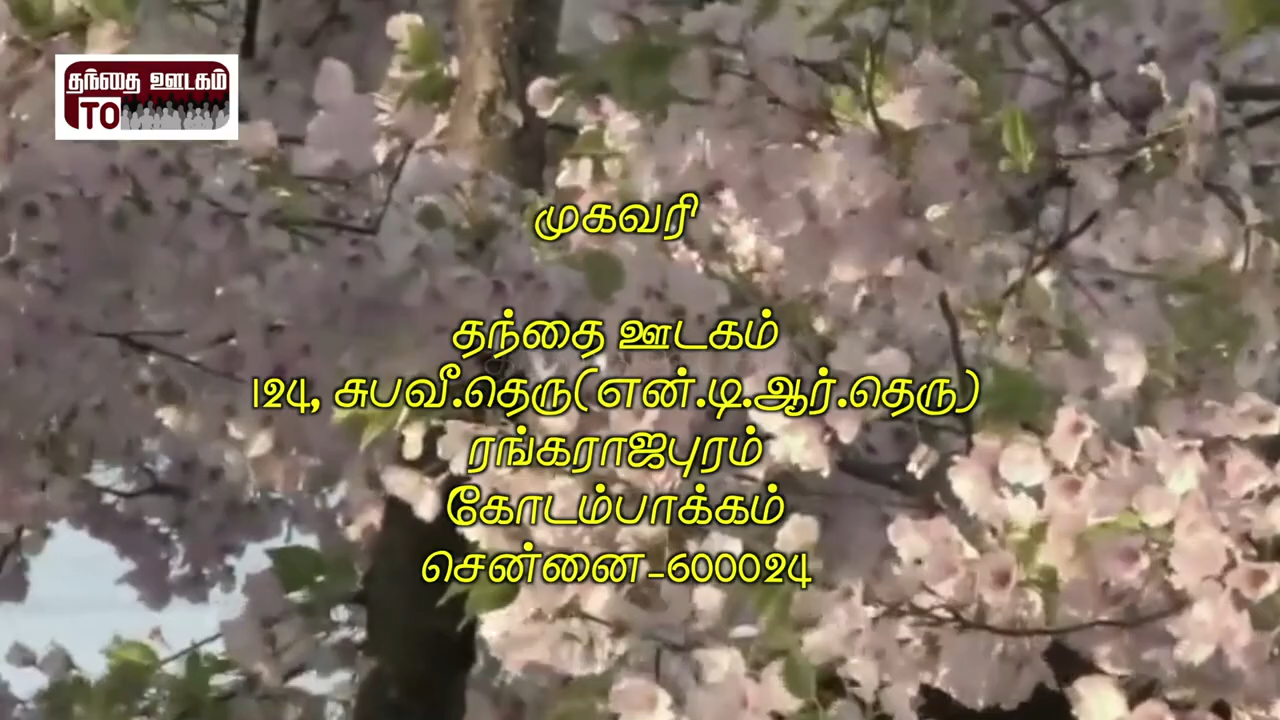 தந்தை ஊடகம்
TO
முகவரி
தந்தை ஊடகம்
124, சுபவீ.தெரு(என்.டி.ஆர்.தெரு)
ரங்கராஜபுரம்
கோடம்பாக்கம்
சென்னை-600024